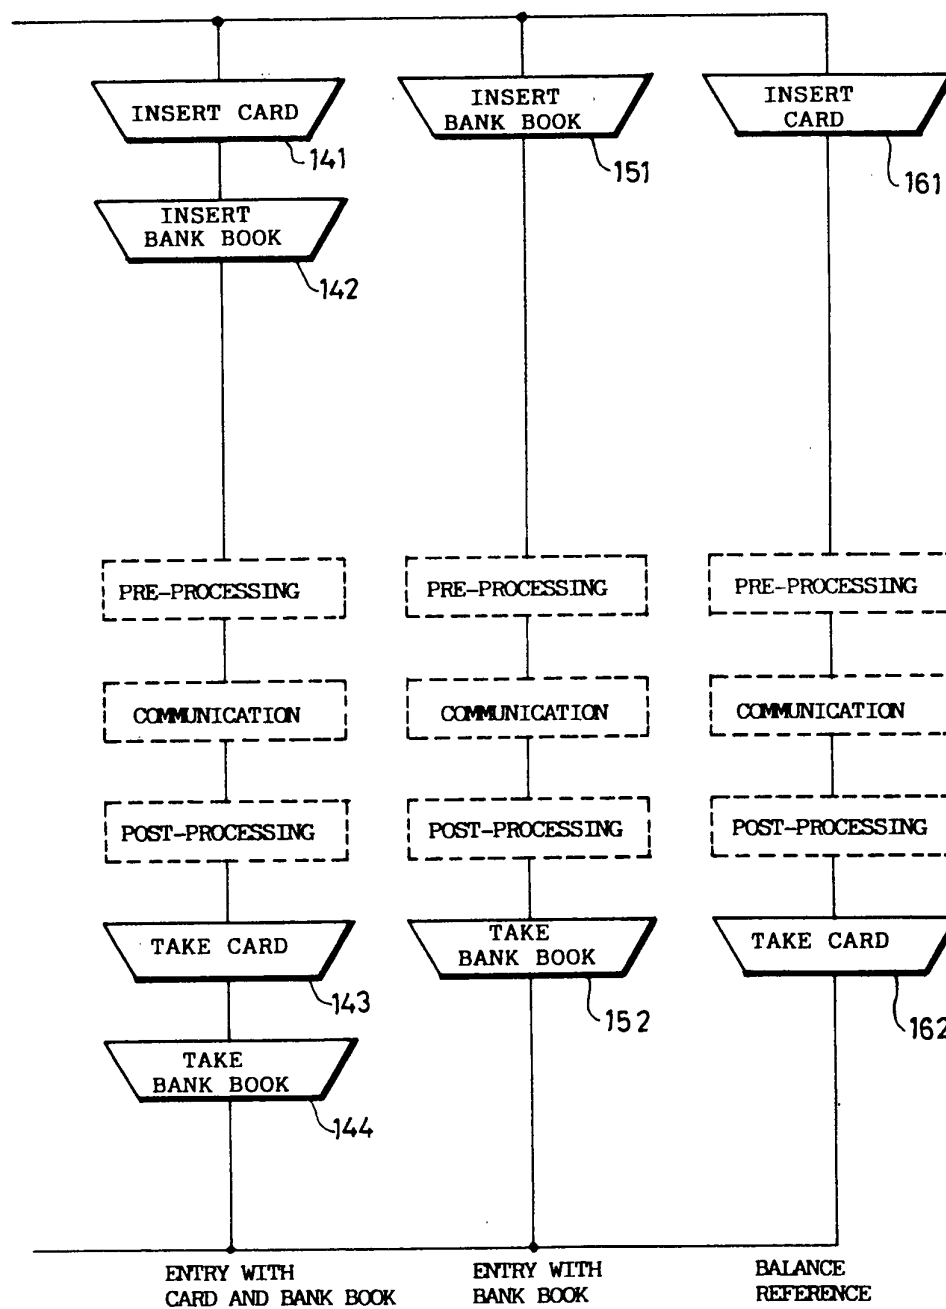 INSERT CARD
141
INSERT
BANK BOOK
142
PRE-PROCESSING
COMMUNICATION
POST-PROCESSING
TAKE CARD
143
TAKE
BANK BOOK
144
ENTRY WITH
CARD AND BANK BOOK
INSERT
BANK BOOK
151
PRE-PROCESSING
COMMUNICATION
POST-PROCESSING
TAKE
BANK BOOK
152
ENTRY WITH
BANK BOOK
INSERT
CARD
161
PRE-PROCESSING
COMMUNICATION
POST-PROCESSING
TAKE CARD
162
BALANCE
REFERENCE